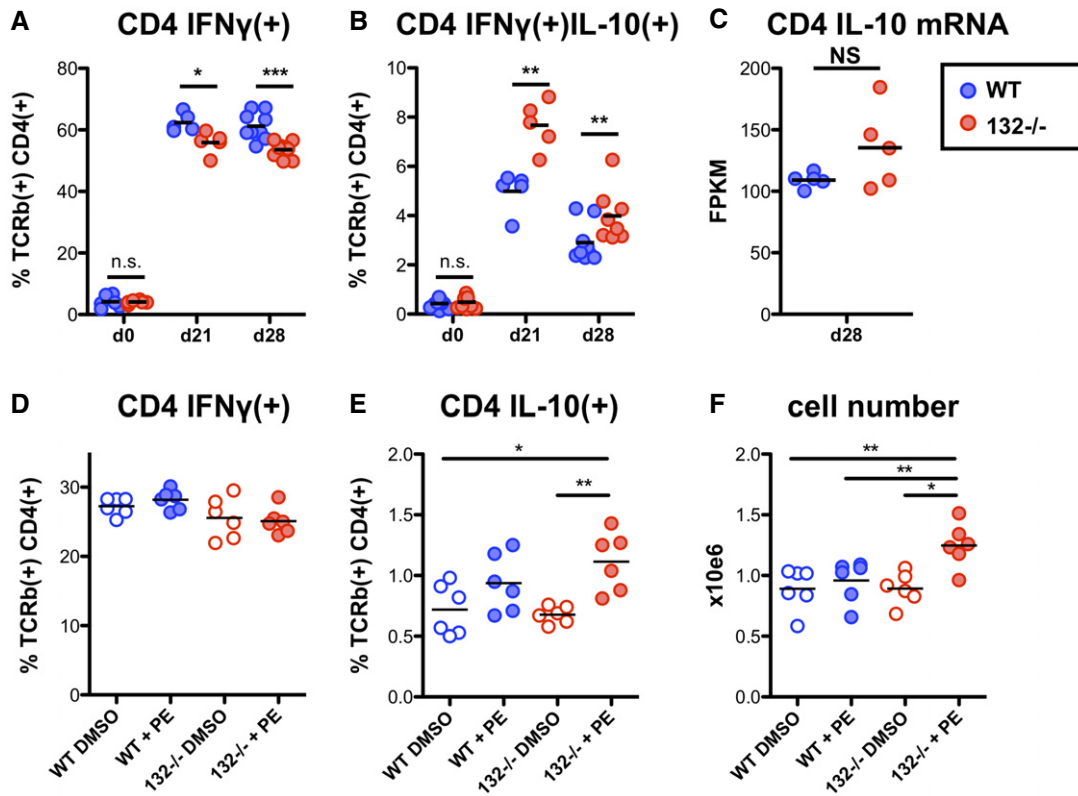 A CD4 IFNγ(+)
% TCRb(+) CD4(+)
80
60
40
20
0
n.s.
*
***
d0 d21 d28
B CD4 IFNγ(+)IL-10(+)
% TCRb(+) CD4(+)
10
8
6
4
2
0
n.s.
**
**
d0 d21 d28
C CD4 IL-10 mRNA
FPKM
200
150
100
50
0
NS
d28
WT
132-/-
D CD4 IFNγ(+)
% TCRb(+) CD4(+)
30
20
10
0
WT DMSO
WT + PE
132-/- DMSO
132-/- + PE
E CD4 IL-10(+)
% TCRb(+) CD4(+)
2.0
1.5
1.0
0.5
0.0
*
**
WT DMSO
WT + PE
132-/- DMSO
132-/- + PE
F cell number
x10e6
2.0
1.5
1.0
0.5
0.0
**
**
*
WT DMSO
WT + PE
132-/- DMSO
132-/- + PE